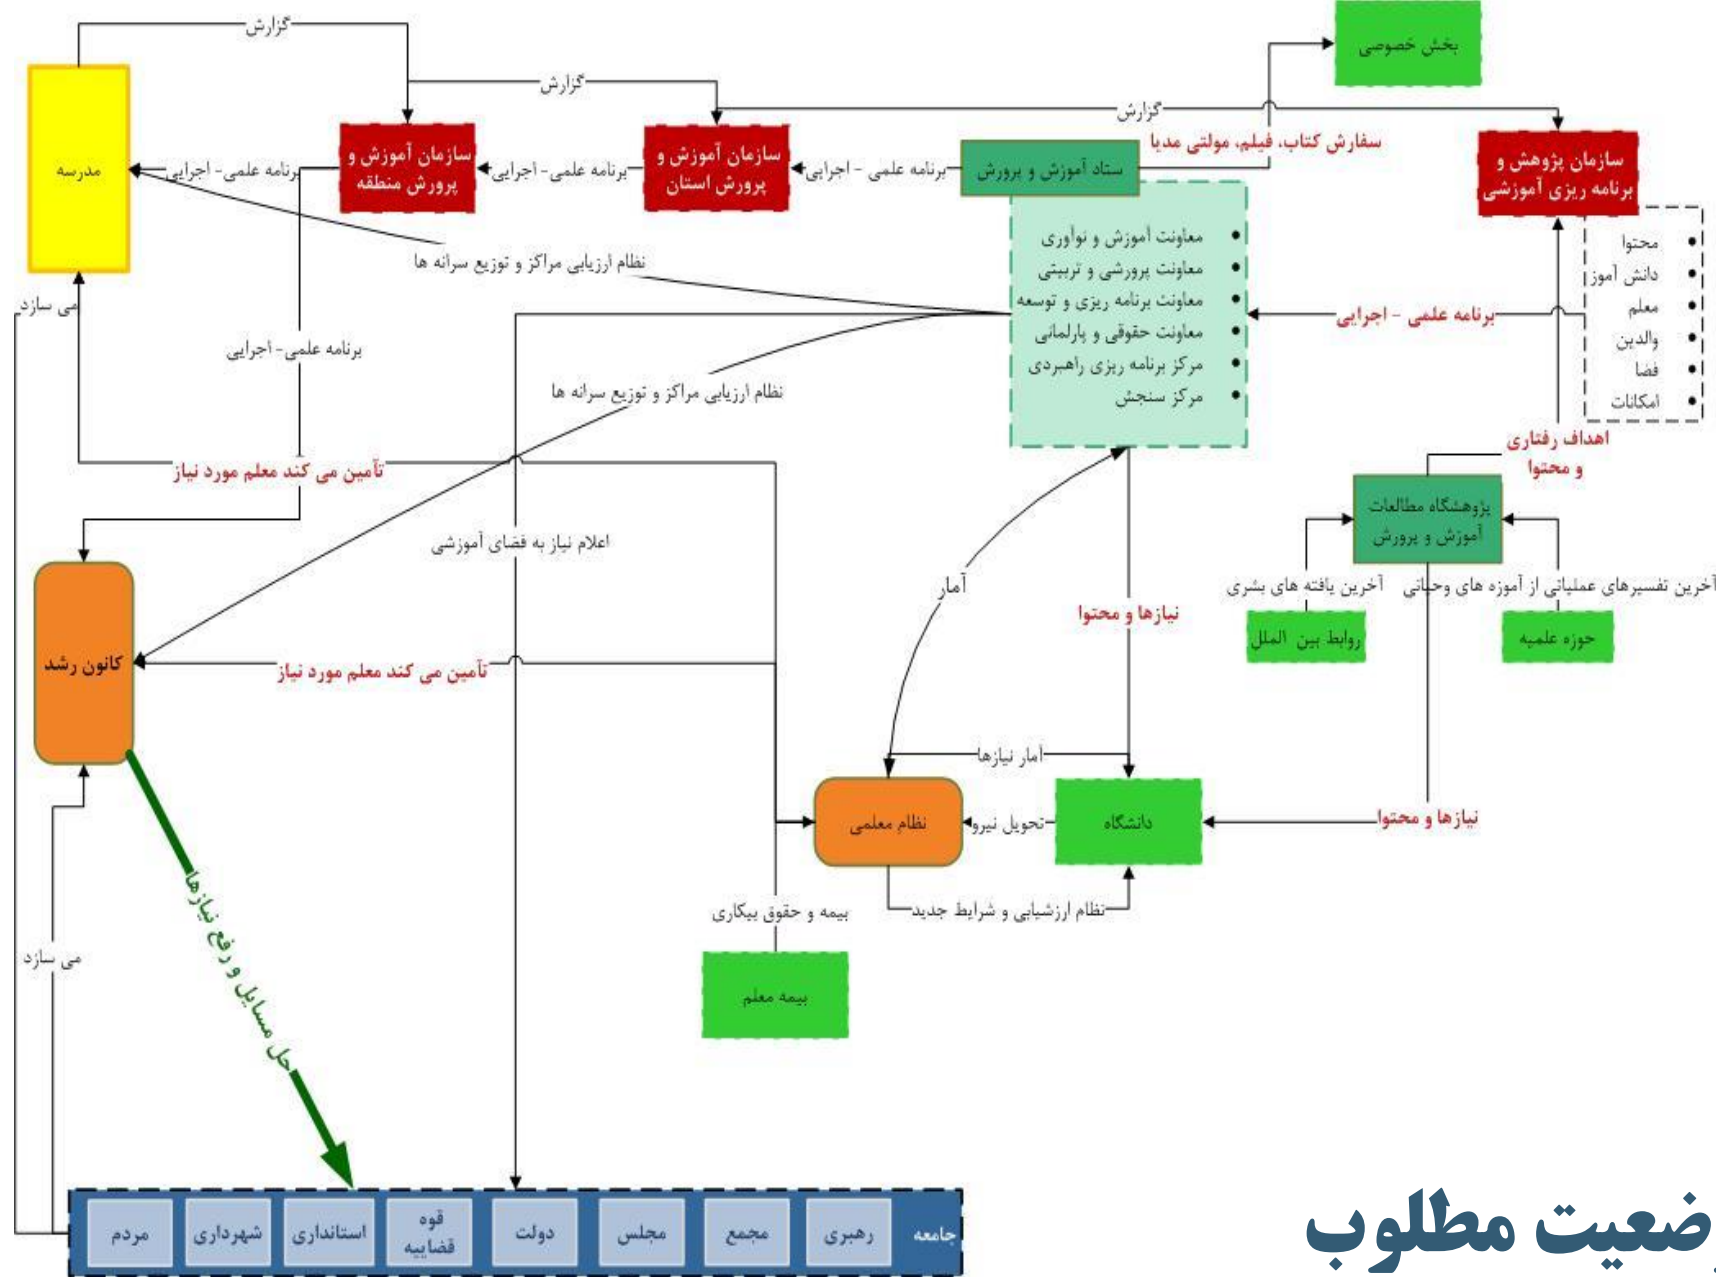 گزارش
بخش خصوصی
گزارش
گزارش
سازمان پژوهش و
برنامه ریزی آموزشی
سفارش کتاب، فیلم، مولتی مدیا
ستاد آموزش و پرورش
برنامه علمی - اجرایی
سازمان آموزش و
پرورش استان
برنامه علمی- اجرایی
سازمان آموزش و
پرورش منطقه
برنامه علمی- اجرایی
مدرسه
• محتوا
• دانش آموز
• معلم
• والدین
• فضا
• امکانات
برنامه علمی - اجرایی
• معاونت آموزش و نوآوری
• معاونت پرورشی و تربیتی
• معاونت برنامه ریزی و توسعه
• معاونت حقوقی و پارلمانی
• مرکز برنامه ریزی راهبردی
• مرکز سنجش
نظام ارزیابی مراکز و توزیع سرانه ها
می سازد
برنامه علمی- اجرایی
نظام ارزیابی مراکز و توزیع سرانه ها
اهداف رفتاری
و محتوا
تأمین می کند معلم مورد نیاز
پژوهشگاه مطالعات
آموزش و پرورش
اعلام نیاز به فضای آموزشی
آخرین تفسیرهای عملیاتی از آموزه های وحیانی
آخرین یافته های بشری
آمار
نیازها و محتوا
حوزه علمیه
روابط بین الملل
کانون رشد
تأمین می کند معلم مورد نیاز
آمار نیازها
نیازها و محتوا
دانشگاه
تحویل نیرو
نظام معلمی
نظام ارزشیابی و شرایط جدید
بیمه و حقوق بیکاری
حل مسایل و رفع نیازها
می سازد
بیمه معلم
جامعه
رهبری
مجمع
مجلس
دولت
قوه
قضاییه
استانداری
شهرداری
مردم
ضعیت مطلوب